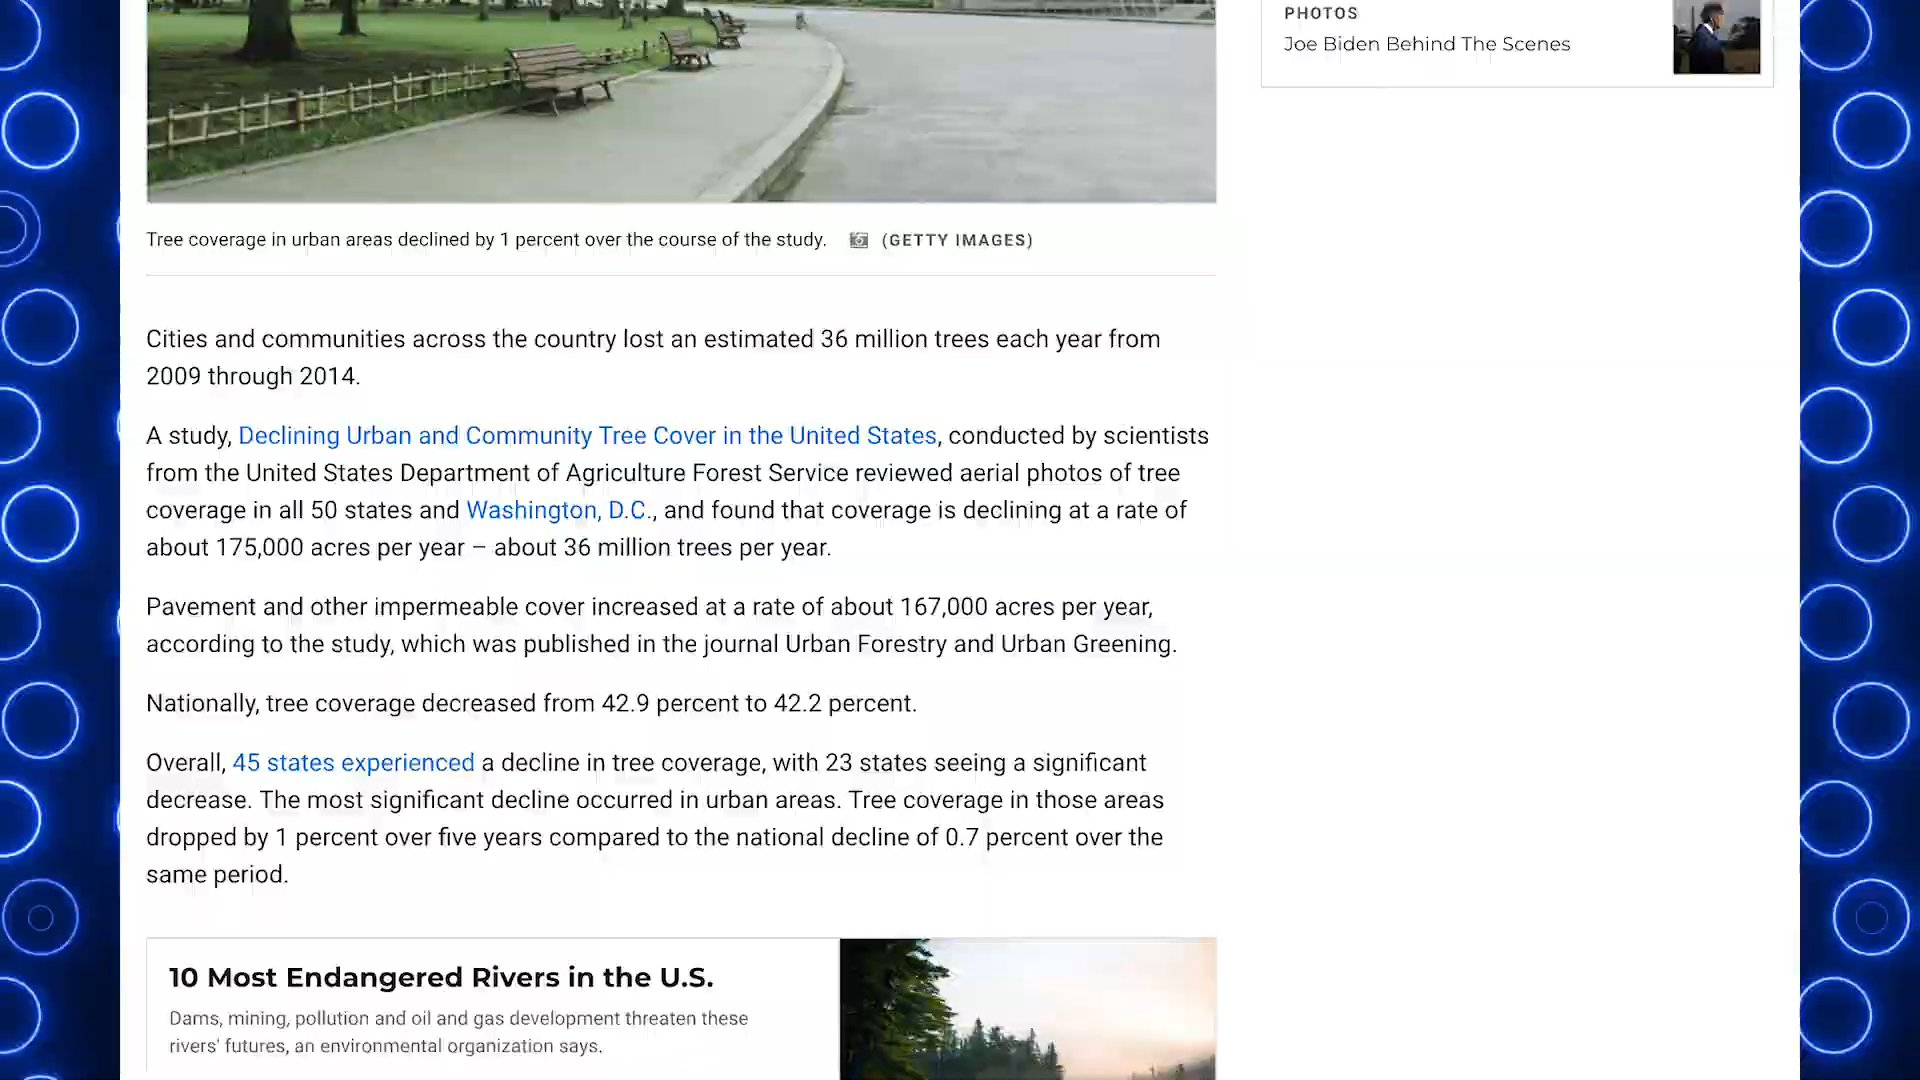 PHOTOS
Joe Biden Behind The Scenes
Tree coverage in urban areas declined by 1 percent over the course of the study. (GETTY IMAGES)
Cities and communities across the country lost an estimated 36 million trees each year from
2009 through 2014.
A study, Declining Urban and Community Tree Cover in the United States, conducted by scientists
from the United States Department of Agriculture Forest Service reviewed aerial photos of tree
coverage in all 50 states and Washington, D.C., and found that coverage is declining at a rate of
about 175,000 acres per year – about 36 million trees per year.
Pavement and other impermeable cover increased at a rate of about 167,000 acres per year,
according to the study, which was published in the journal Urban Forestry and Urban Greening.
Nationally, tree coverage decreased from 42.9 percent to 42.2 percent.
Overall, 45 states experienced a decline in tree coverage, with 23 states seeing a significant
decrease. The most significant decline occurred in urban areas. Tree coverage in those areas
dropped by 1 percent over five years compared to the national decline of 0.7 percent over the
same period.
10 Most Endangered Rivers in the U.S.
Dams, mining, pollution and oil and gas development threaten these
rivers' futures, an environmental organization says.